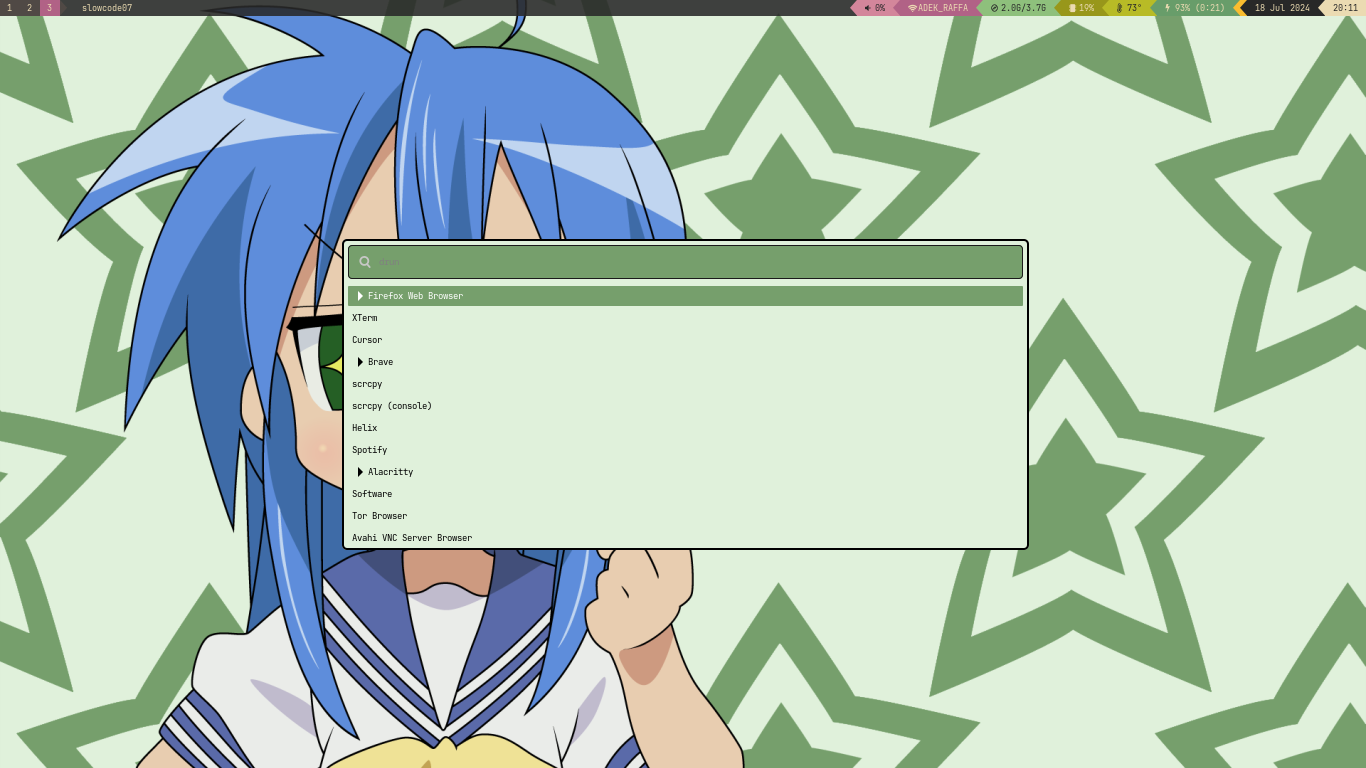 1 2 3 slowcode07 0% ADEK_RAFFA 2.0G/3.7G 19% 73° 93% (0:21) 18 Jul 2024 20:11
drun
Firefox Web Browser
XTerm
Cursor
Brave
scrcpy
scrcpy (console)
Helix
Spotify
Alacritty
Software
Tor Browser
Avahi VNC Server Browser